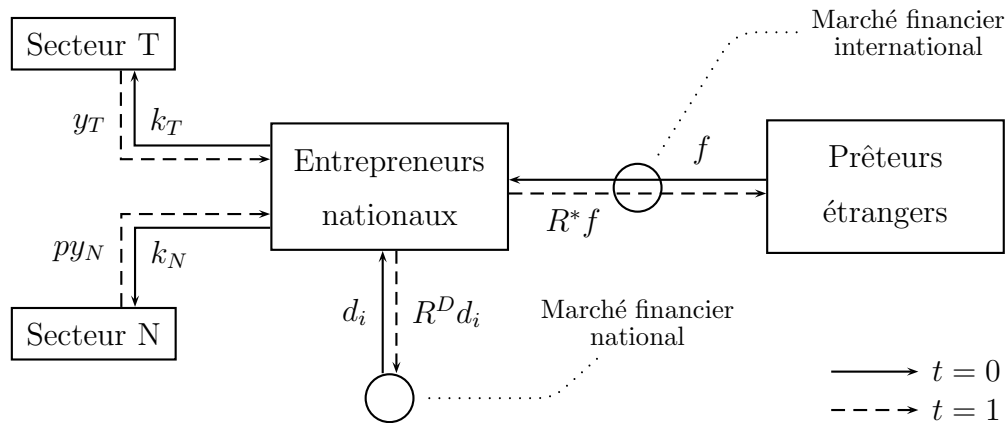 Secteur T
Marché financier
international
y_T
k_T
Entrepreneurs
nationaux
f
R^*f
Prêteurs
étrangers
py_N
k_N
Secteur N
d_i
R^D d_i
Marché financier
national
t = 0
t = 1